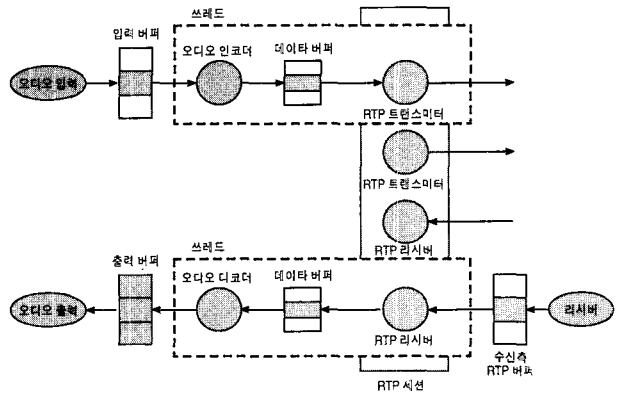 쓰레드
입력 버퍼
오디오 인코더
데이타 버퍼
오디오 입력
RTP 트랜스미터
RTP 트랜스미터
RTP 리시버
쓰레드
출력 버퍼
오디오 디코더
데이타 버퍼
오디오 출력
리시버
RTP 리시버
수신측
RTP 버퍼
RTP 세션